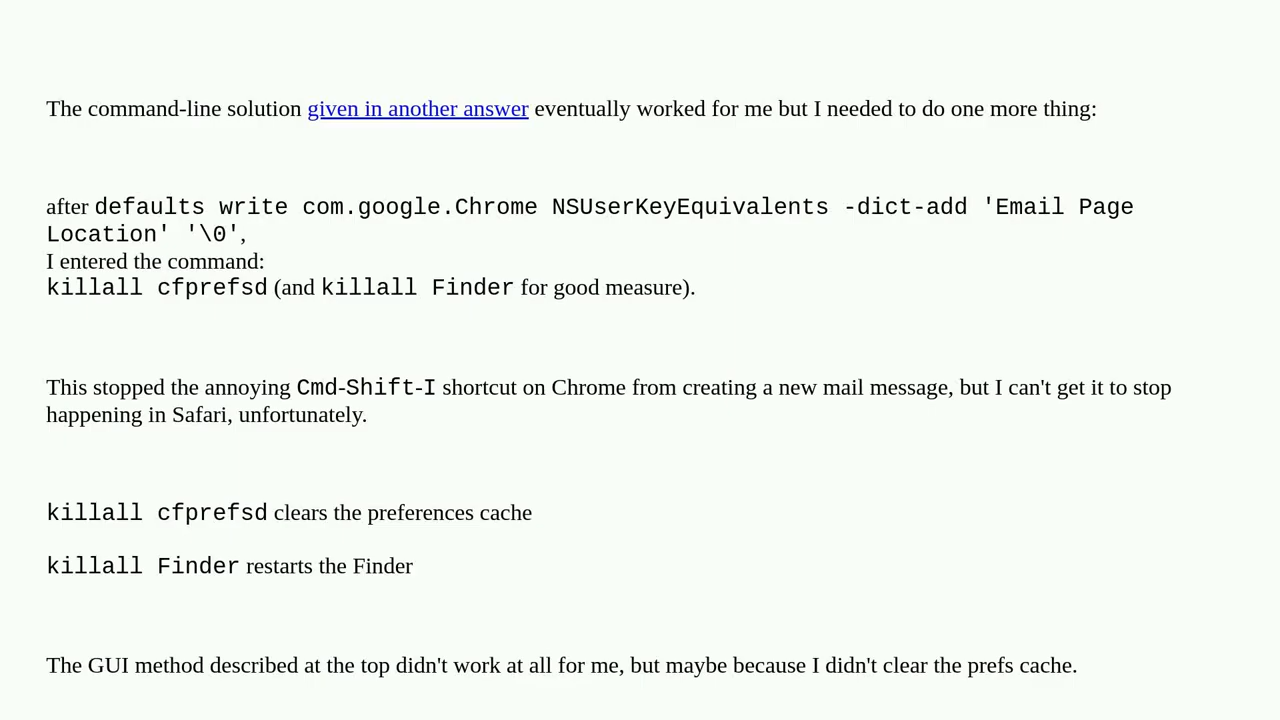 The command-line solution given in another answer eventually worked for me but I needed to do one more thing:
after defaults write com.google.Chrome NSUserKeyEquivalents -dict-add 'Email Page
Location' '\0',
I entered the command:
killall cfprefsd (and killall Finder for good measure).
This stopped the annoying Cmd-Shift-I shortcut on Chrome from creating a new mail message, but I can't get it to stop
happening in Safari, unfortunately.
killall cfprefsd clears the preferences cache
killall Finder restarts the Finder
The GUI method described at the top didn't work at all for me, but maybe because I didn't clear the prefs cache.